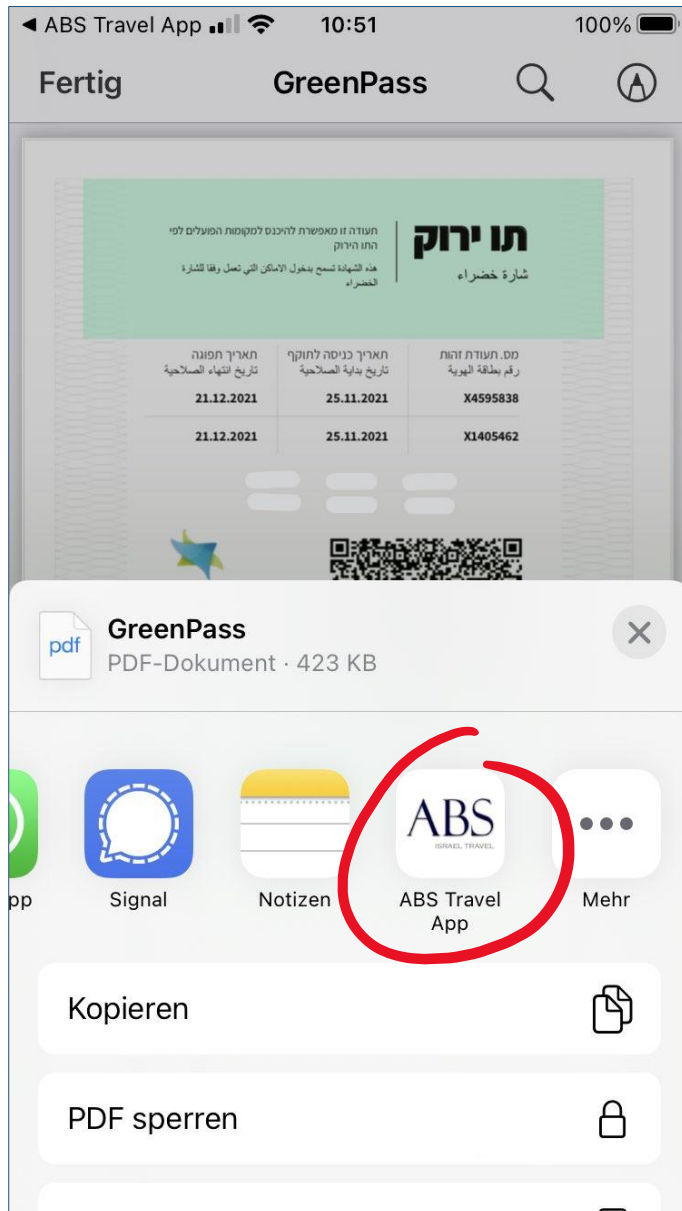 ◀ ABS Travel App 10:51 100%
Fertig GreenPass
תו ירוק
شارة خضراء
תעודה זו מאפשרת להיכנס למקומות הפועלים לפי
התו הירוק
هذه الشهادة تسمح بدخول الاماكن التي تعمل وفقا للشارة
الخضراء
מס. תעודת זהות תאריך כניסה לתוקף תאריך תפוגה
رقم بطاقة الهوية تاريخ بداية الصلاحية تاريخ انتهاء الصلاحية
X4595838 25.11.2021 21.12.2021
X1405462 25.11.2021 21.12.2021
pdf
GreenPass
PDF-Dokument · 423 KB
ABS
ISRAEL TRAVEL
pp Signal Notizen ABS Travel Mehr
App
Kopieren
PDF sperren